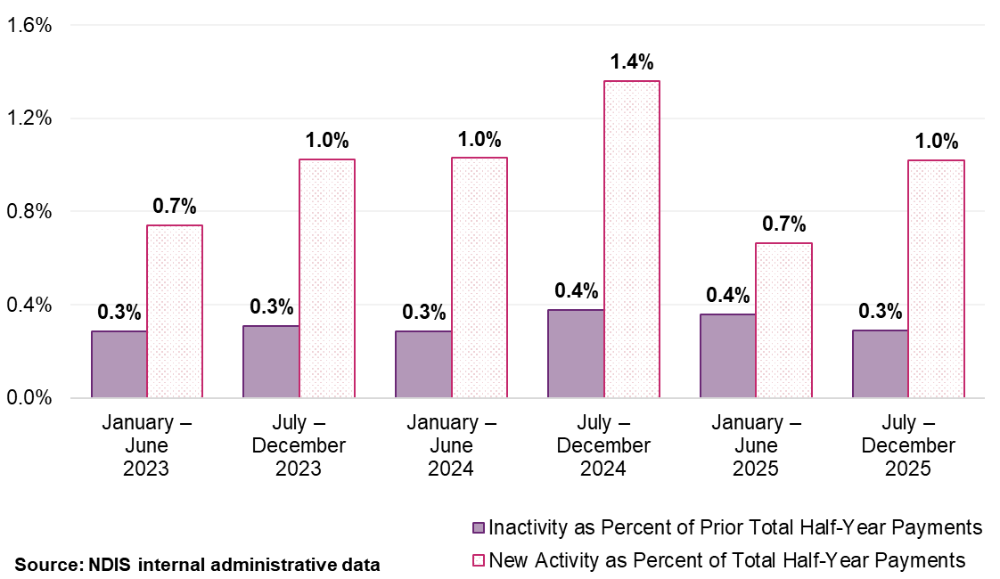 1.6%
1.4%
1.2%
1.0%
1.0%
1.0%
0.8%
0.7%
0.7%
0.4%
0.4%
0.4%
0.3%
0.3%
0.3%
0.3%
0.0%
January –
June
2023
July –
December
2023
January –
June
2024
July –
December
2024
January –
June
2025
July –
December
2025
Inactivity as Percent of Prior Total Half-Year Payments
New Activity as Percent of Total Half-Year Payments
Source: NDIS internal administrative data